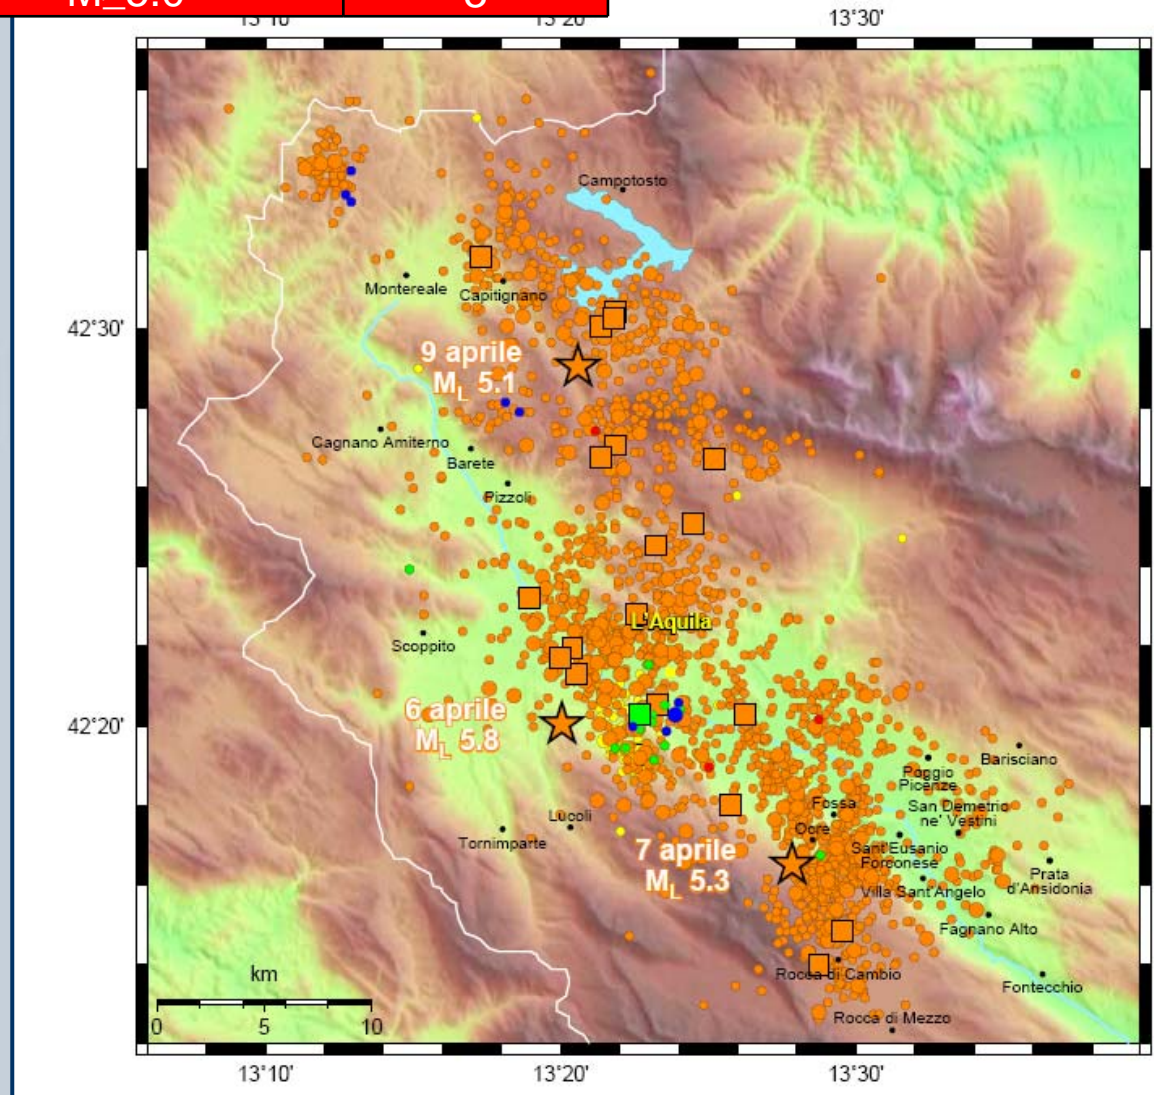 13°30'
Campotosto
Montereale
Capitignano
42°30'
9 aprile
M_L 5.1
Cagnano Amiterno
Barete
Pizzoli
L'Aquila
Scoppito
6 aprile
M_L 5.8
42°20'
Barisciano
Poggio
Picenze
Fossa
San Demetrio
ne' Vestini
Lucoli
Ocre
Tornimparte
7 aprile
M_L 5.3
Sant'Eusanio
Forconese
Prata
d'Ansidonia
Villa Sant'Angelo
Fagnano Alto
km
Rocca di Cambio
Fontecchio
0 5 10
Rocca di Mezzo
13°10' 13°20' 13°30'